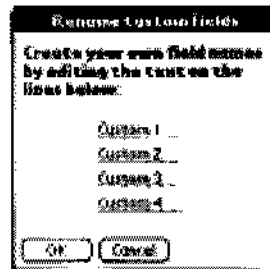 Rename Custom Fields
Create your own field names
by editing the text on the
lines below:
Custom 1
Custom 2
Custom 3
Custom 4
OK Cancel